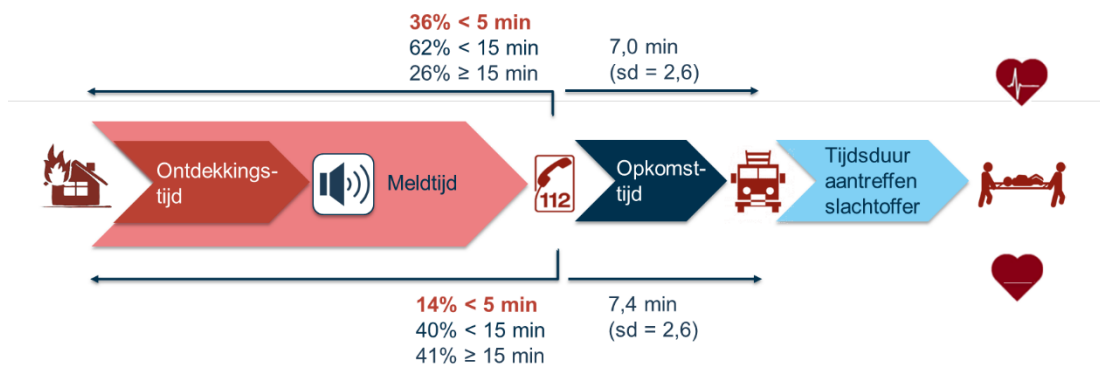 36% < 5 min
62% < 15 min
26% ≥ 15 min
7,0 min
(sd = 2,6)
Ontdekkings-
tijd
Meldtijd
112
Opkomst-
tijd
Tijdsduur
aantreffen
slachtoffer
14% < 5 min
40% < 15 min
41% ≥ 15 min
7,4 min
(sd = 2,6)